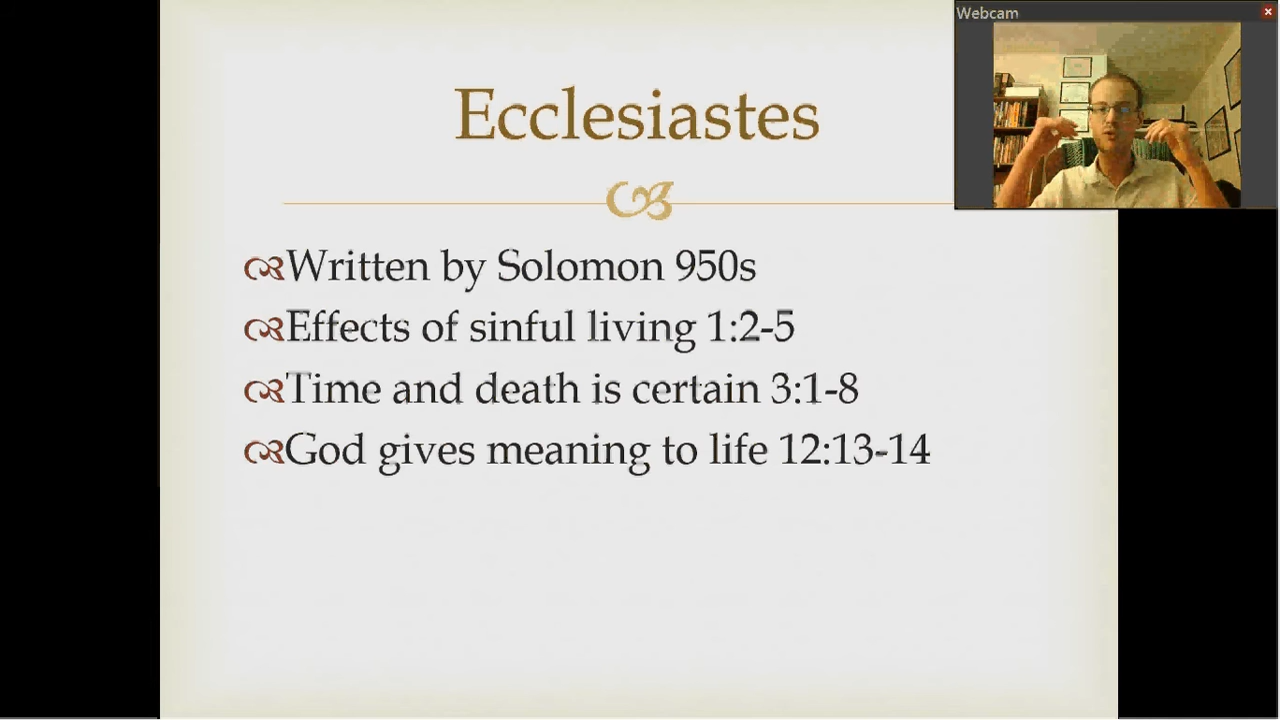 Webcam
Ecclesiastes
Written by Solomon 950s
Effects of sinful living 1:2-5
Time and death is certain 3:1-8
God gives meaning to life 12:13-14